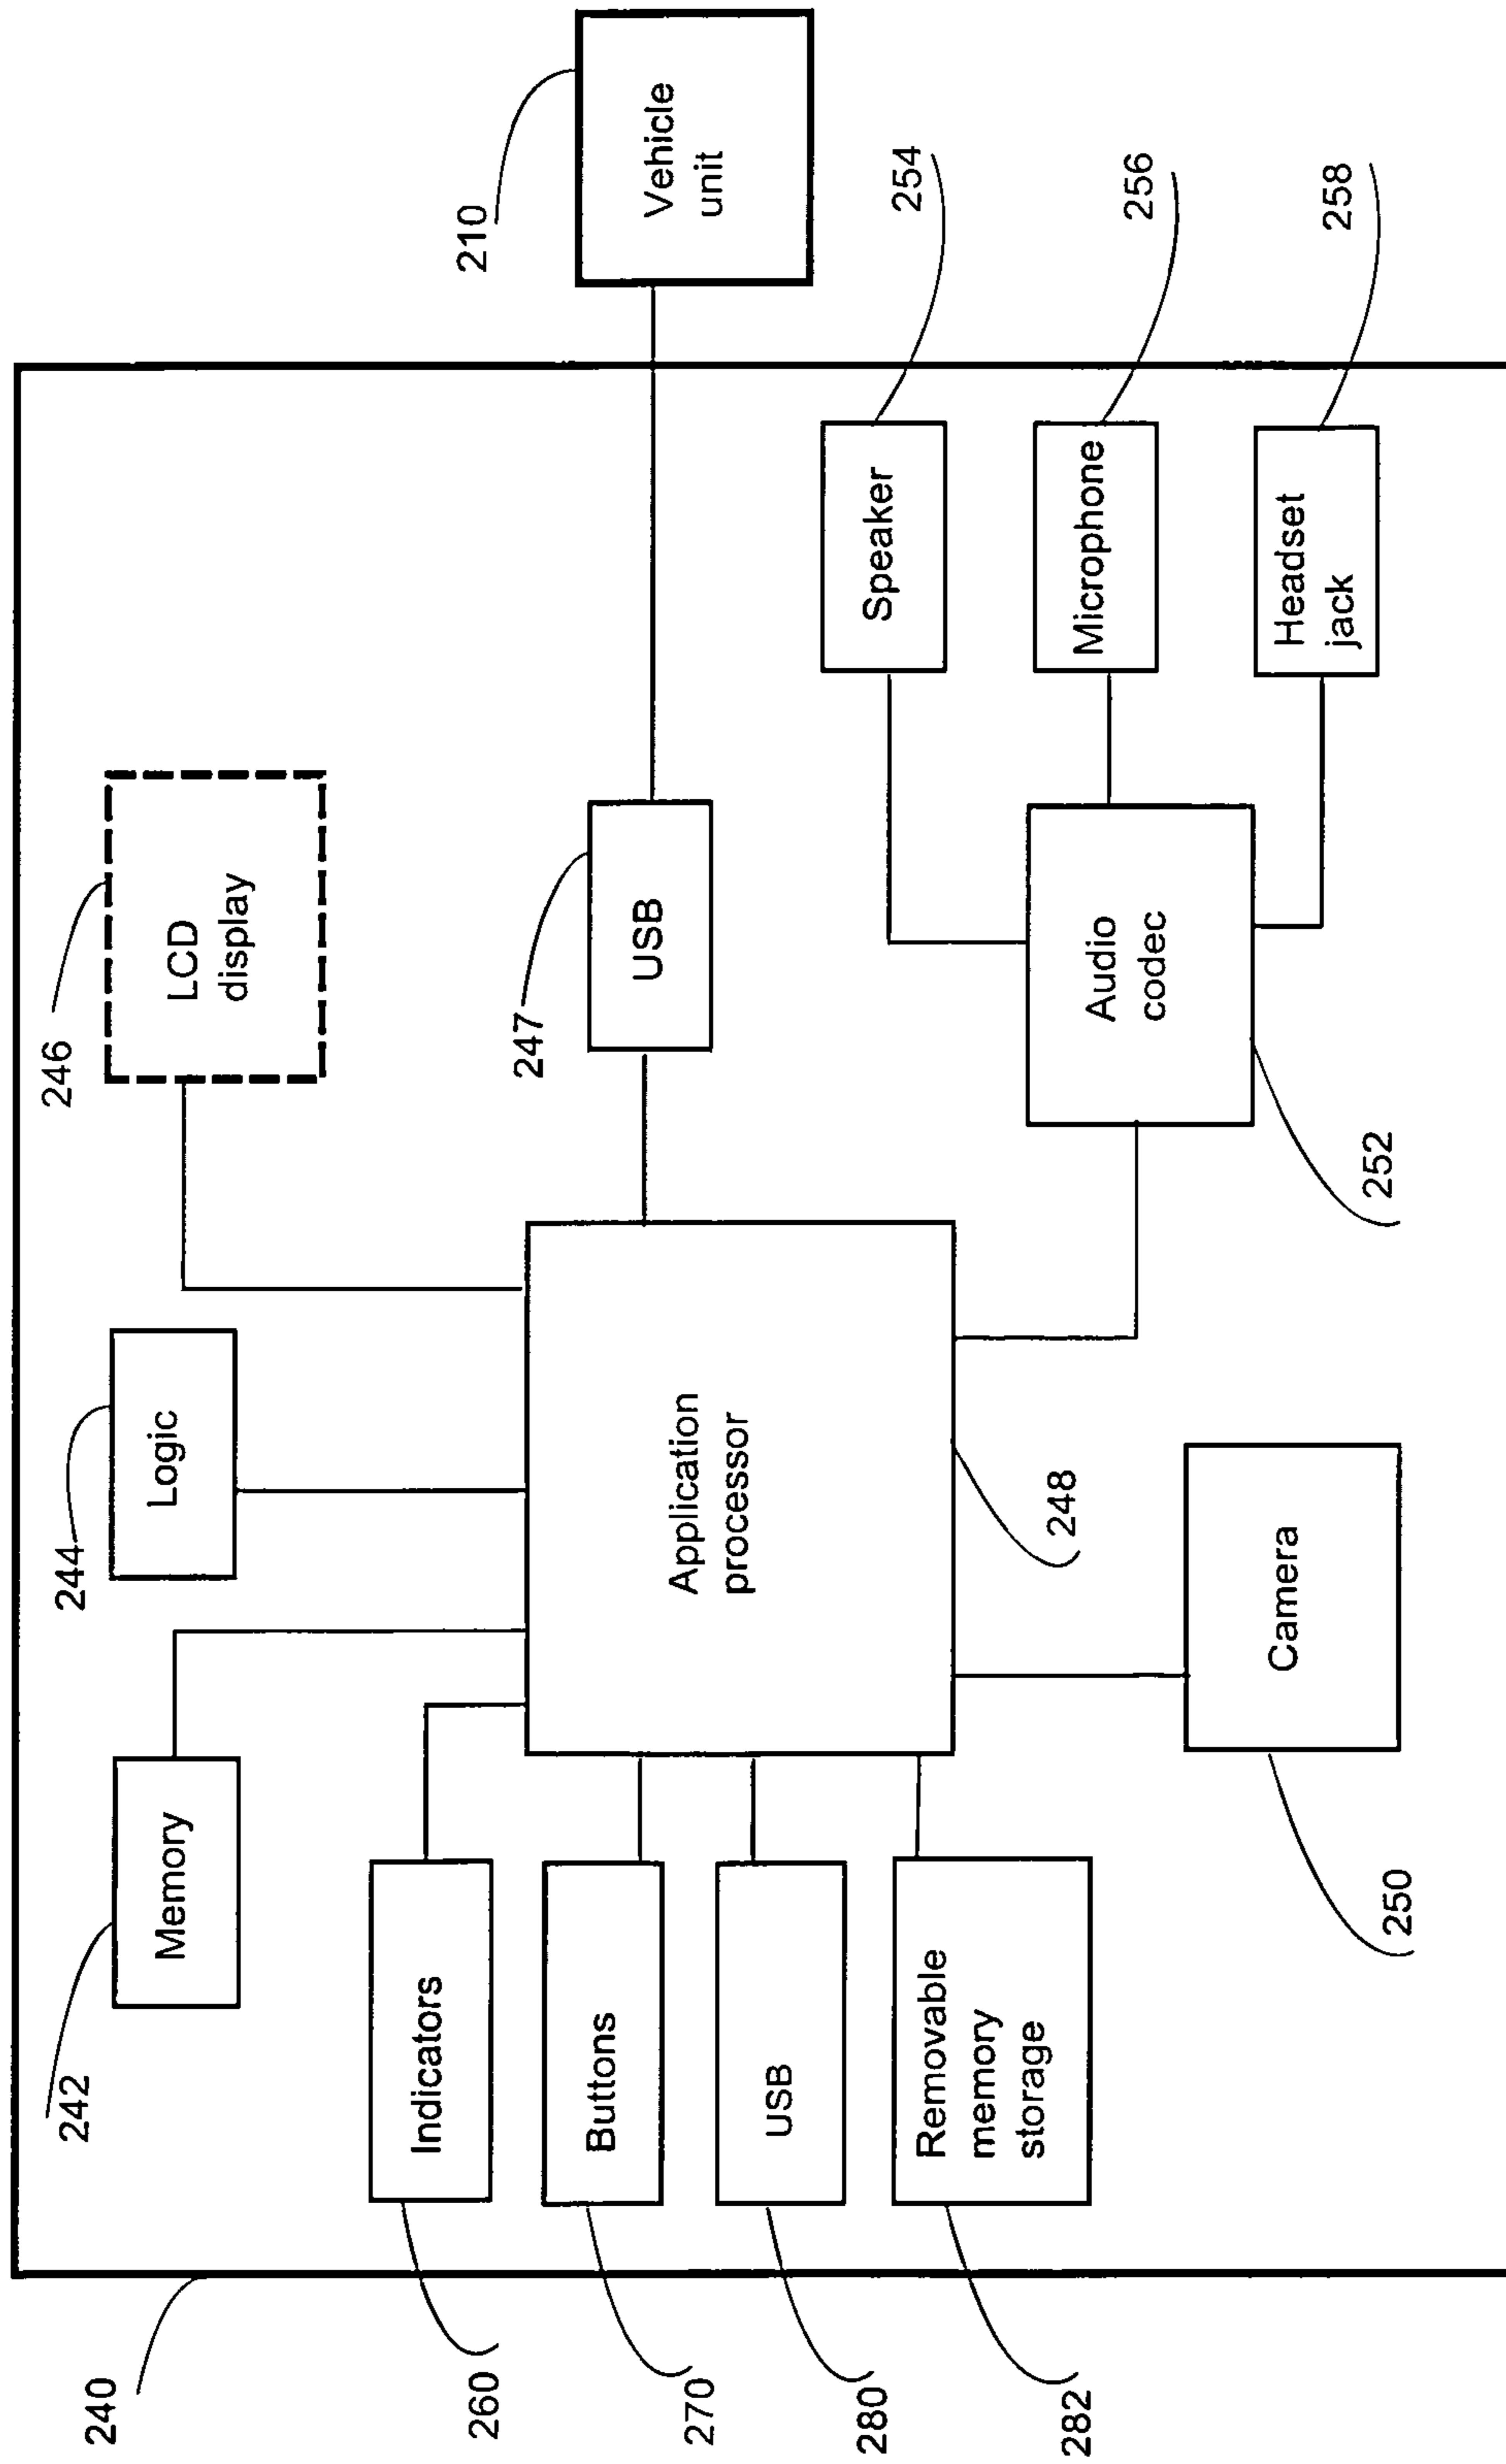 240
242
Memory
244
Logic
246
LCD
display
210
Vehicle
unit
260
Indicators
270
Buttons
280
USB
282
Removable
memory
storage
Application
processor
248
247
USB
250
Camera
252
Audio
codec
254
Speaker
256
Microphone
258
Headset
jack